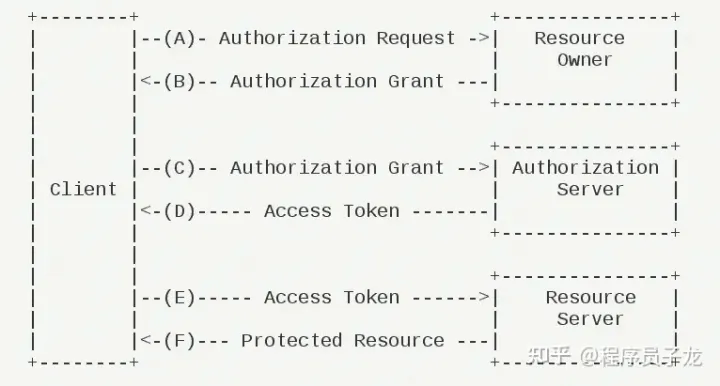 --(A)- Authorization Request -> Resource
Owner
<-(B)-- Authorization Grant ---
--(C)-- Authorization Grant --> Authorization
Client Server
<-(D)----- Access Token -------
--(E)----- Access Token ------> Resource
Server
<-(F)--- Protected Resource ---
知乎 @程序员子龙